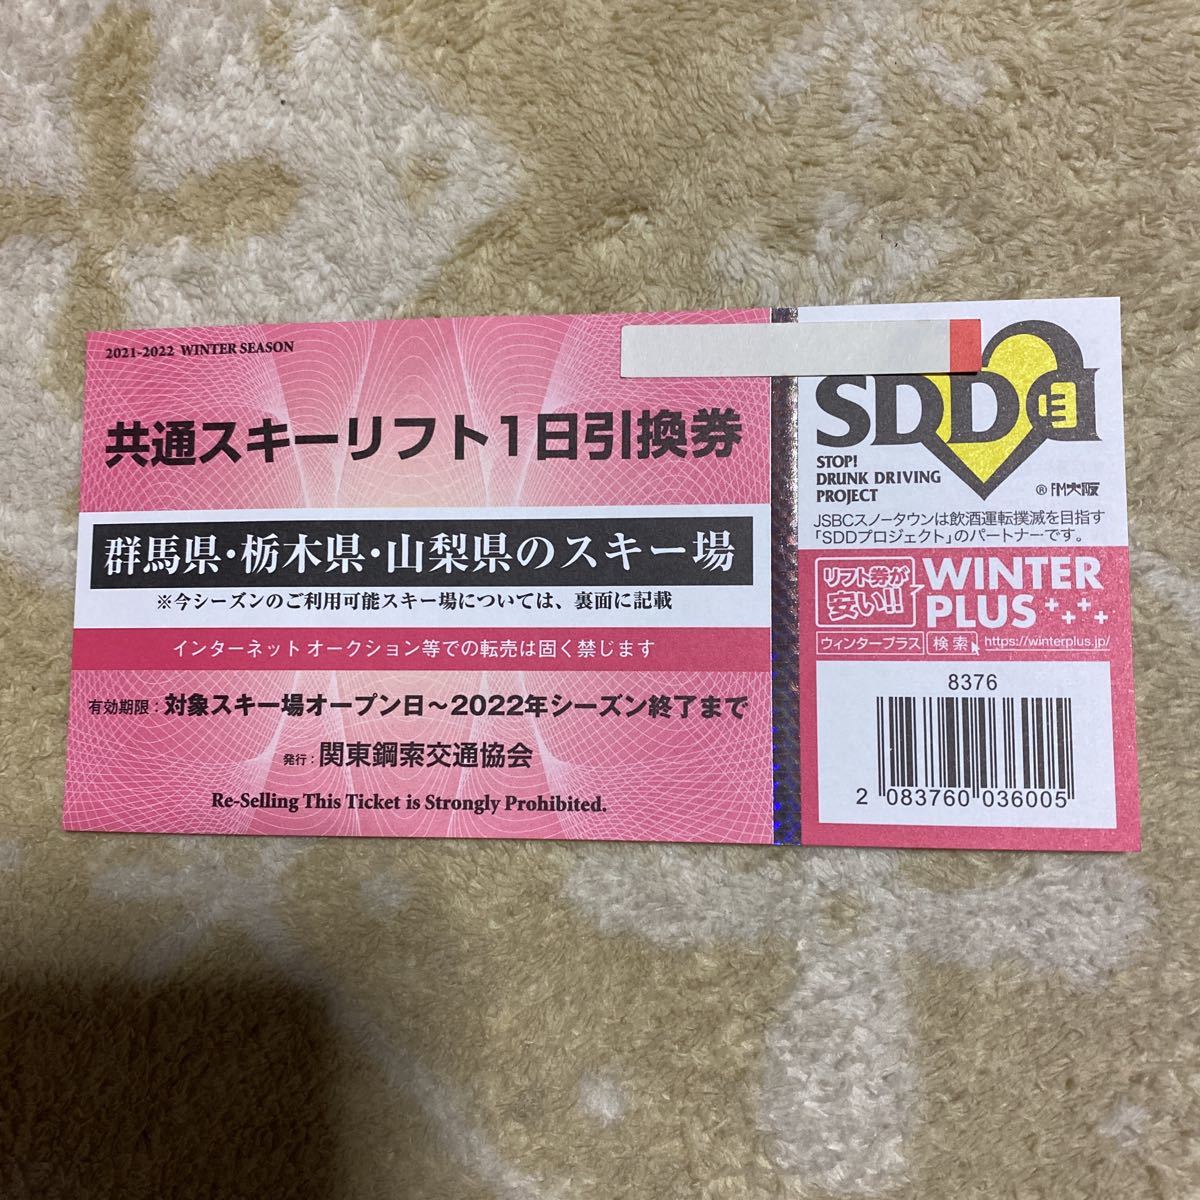 2021-2022 WINTER SEASON
共通スキーリフト1日引換券
群馬県・栃木県・山梨県のスキー場
※今シーズンのご利用可能スキー場については、裏面に記載
インターネットオークション等での転売は固く禁じます
有効期限：対象スキー場オープン日～2022年シーズン終了まで
発行：関東鋼索交通協会
Re-Selling This Ticket is Strongly Prohibited.
SDD
STOP!
DRUNK DRIVING
PROJECT
® FM大阪
JSBCスノータウンは飲酒運転撲滅を目指す
「SDDプロジェクト」のパートナーです。
リフト券が
安い!!
WINTER
PLUS
ウィンタープラス 検索 https://winterplus.jp/
8376
2 083760 036005